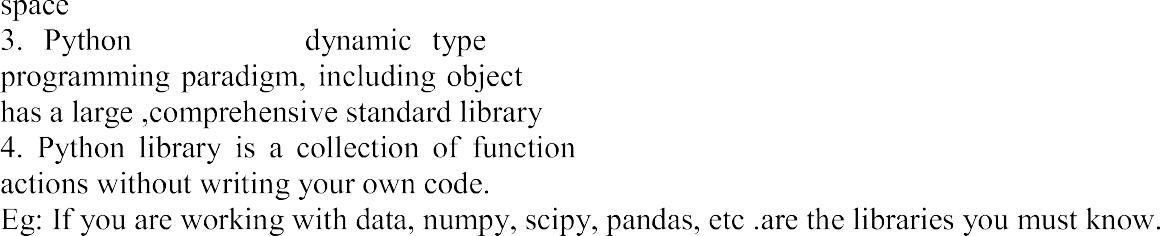 space
3. Python dynamic type
programming paradigm, including object
has a large ,comprehensive standard library
4. Python library is a collection of function
actions without writing your own code.
Eg: If you are working with data, numpy, scipy, pandas, etc .are the libraries you must know.